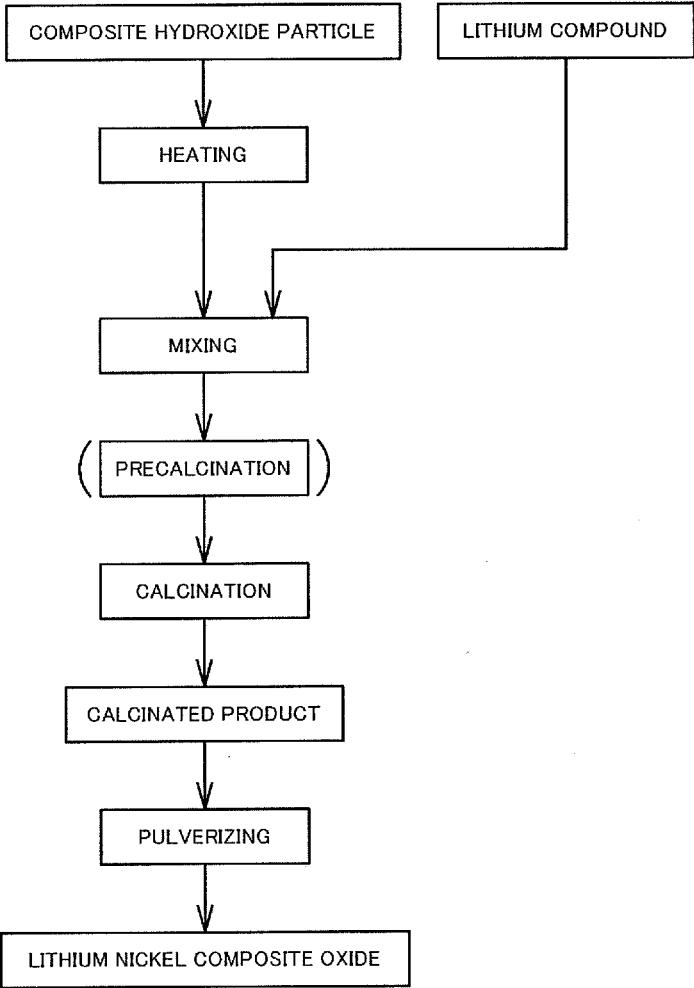 COMPOSITE HYDROXIDE PARTICLE
LITHIUM COMPOUND
HEATING
MIXING
( PRECALCINATION )
CALCINATION
CALCINATED PRODUCT
PULVERIZING
LITHIUM NICKEL COMPOSITE OXIDE